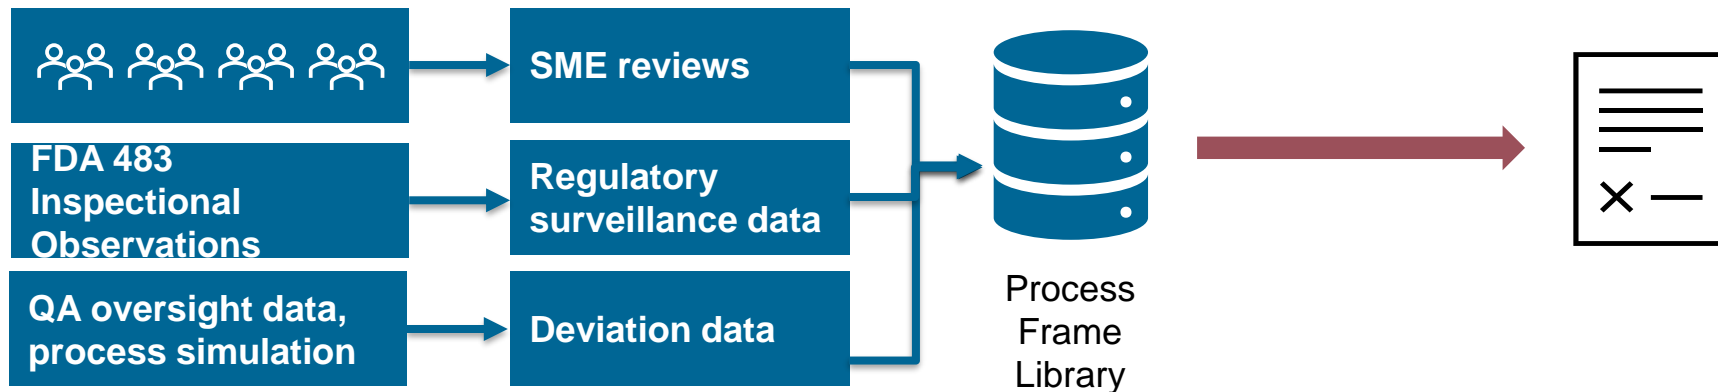 SME reviews
FDA 483
Inspectional
Observations
Regulatory
surveillance data
QA oversight data,
process simulation
Deviation data
Process
Frame
Library